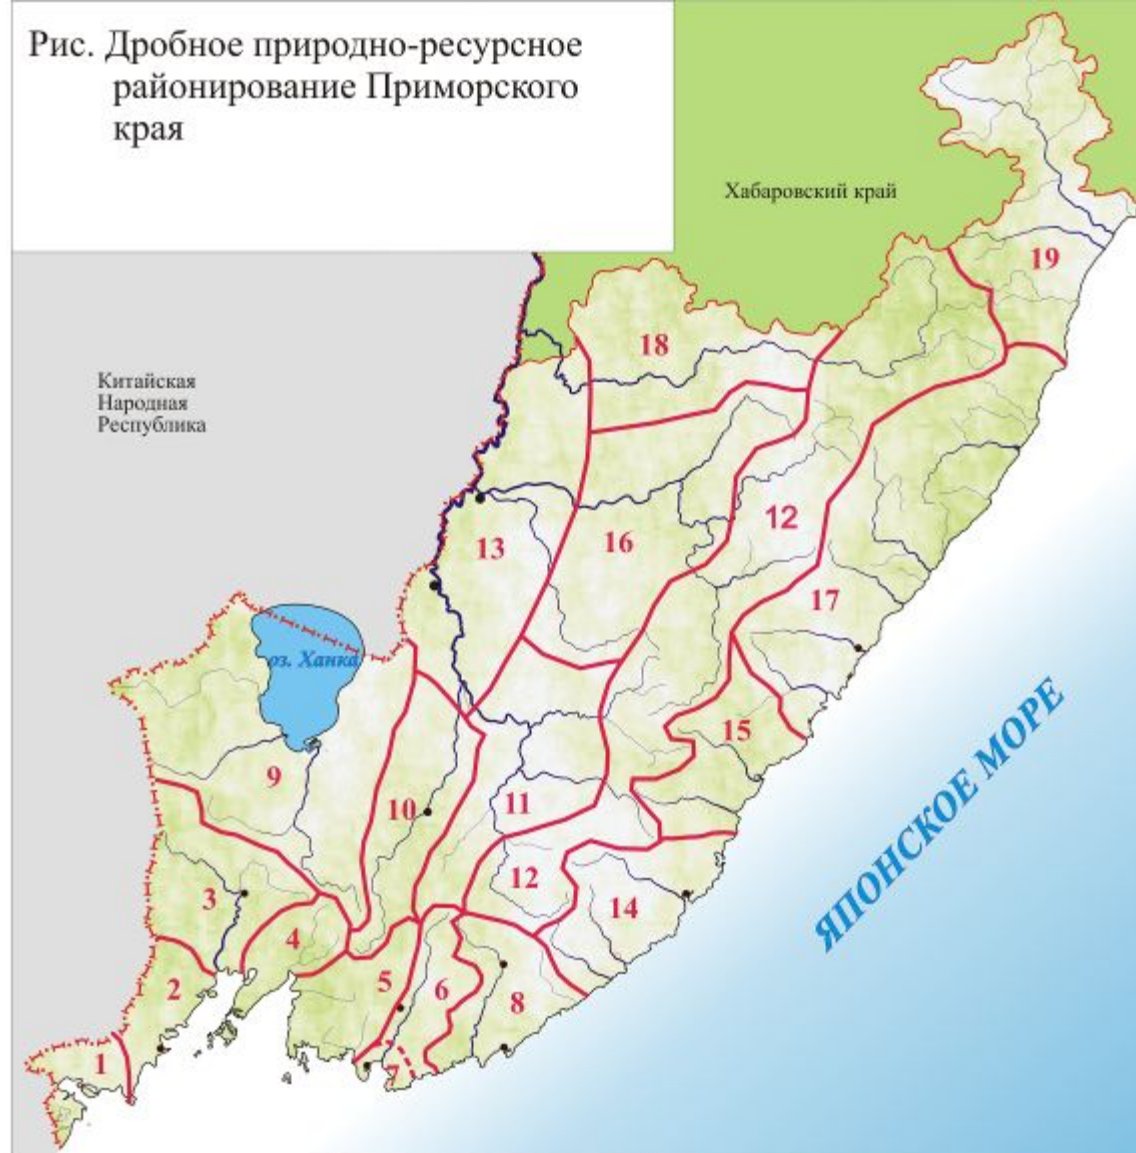 Рис. Дробное природно-ресурсное
районирование Приморского
края
Хабаровский край
19
18
Китайская
Народная
Республика
12
13
16
17
оз. Ханка
15
9
10
11
12
3
14
4
2
5
6
8
1
7
ЯПОНСКОЕ МОРЕ